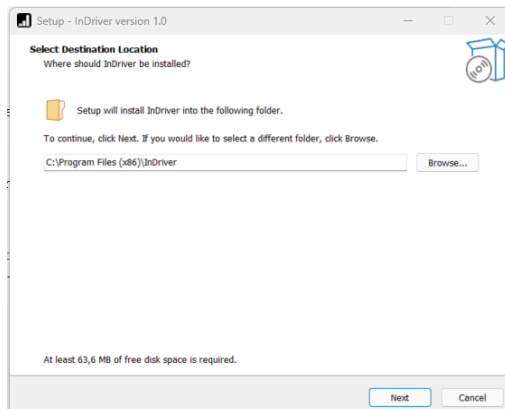 Setup - InDriver version 1.0
Select Destination Location
Where should InDriver be installed?
Setup will install InDriver into the following folder.
To continue, click Next. If you would like to select a different folder, click Browse.
C:\Program Files (x86)\InDriver
Browse...
At least 63,6 MB of free disk space is required.
Next
Cancel